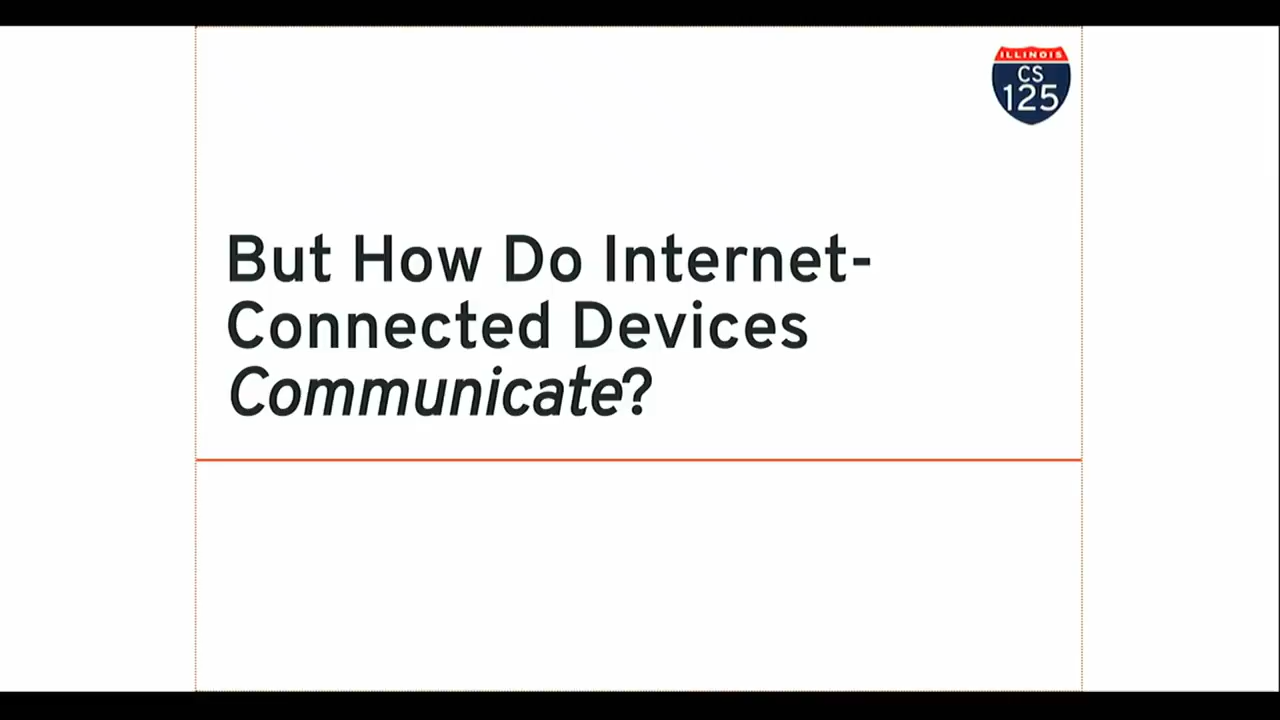 ILLINOIS
CS
125
But How Do Internet-
Connected Devices
Communicate?